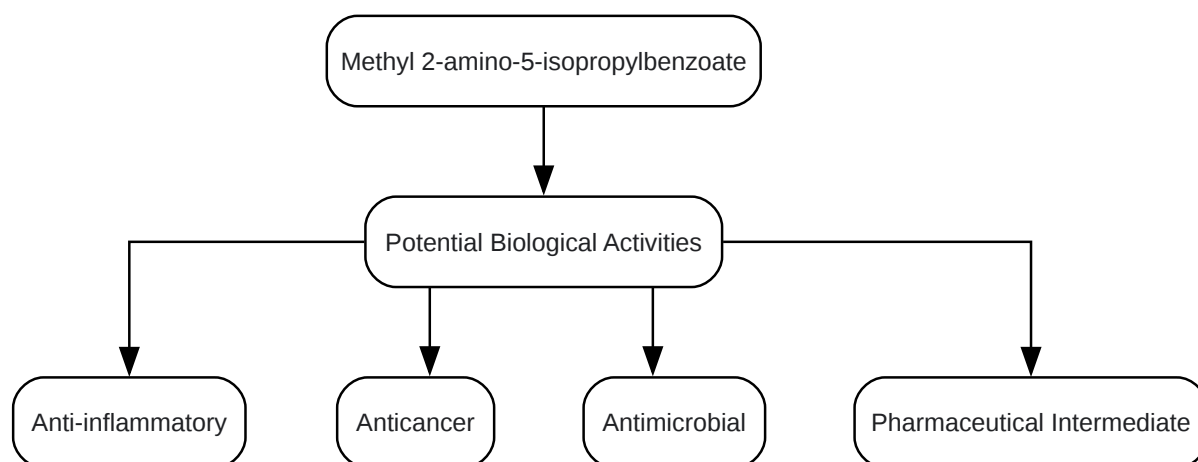 Methyl 2-amino-5-isopropylbenzoate
Potential Biological Activities
Anti-inflammatory
Anticancer
Antimicrobial
Pharmaceutical Intermediate